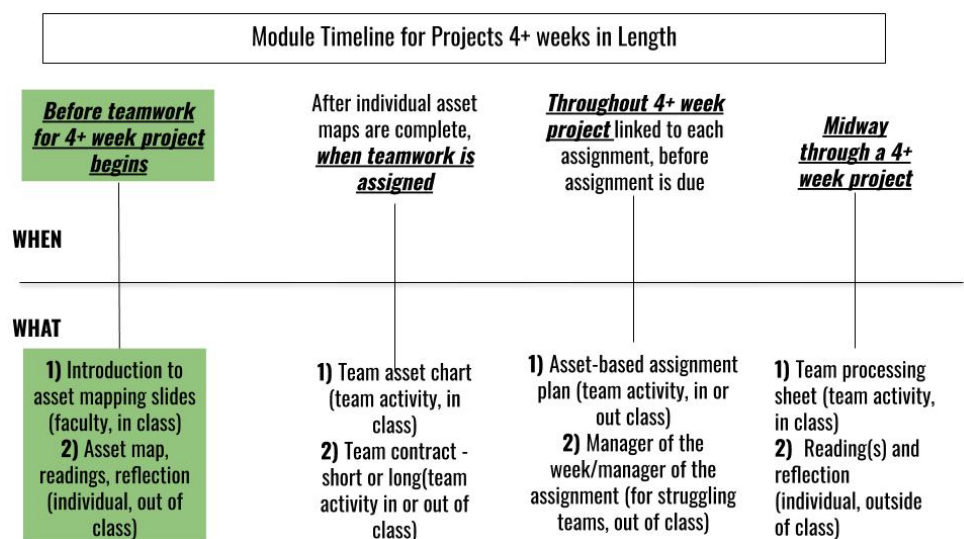 Module Timeline for Projects 4+ weeks in Length
Before teamwork
for 4+ week project
begins
After individual asset
maps are complete,
when teamwork is
assigned
Throughout 4+ week
project linked to each
assignment, before
assignment is due
Midway
through a 4+
week project
WHEN
WHAT
1) Introduction to
asset mapping slides
(faculty, in class)
2) Asset map,
readings, reflection
(individual, out of
class)
1) Team asset chart
(team activity, in
class)
2) Team contract -
short or long(team
activity in or out of
class)
1) Asset-based assignment
plan (team activity, in or
out class)
2) Manager of the
week/manager of the
assignment (for struggling
teams, out of class)
1) Team processing
sheet (team activity,
in class)
2) Reading(s) and
reflection
(individual, outside
of class)